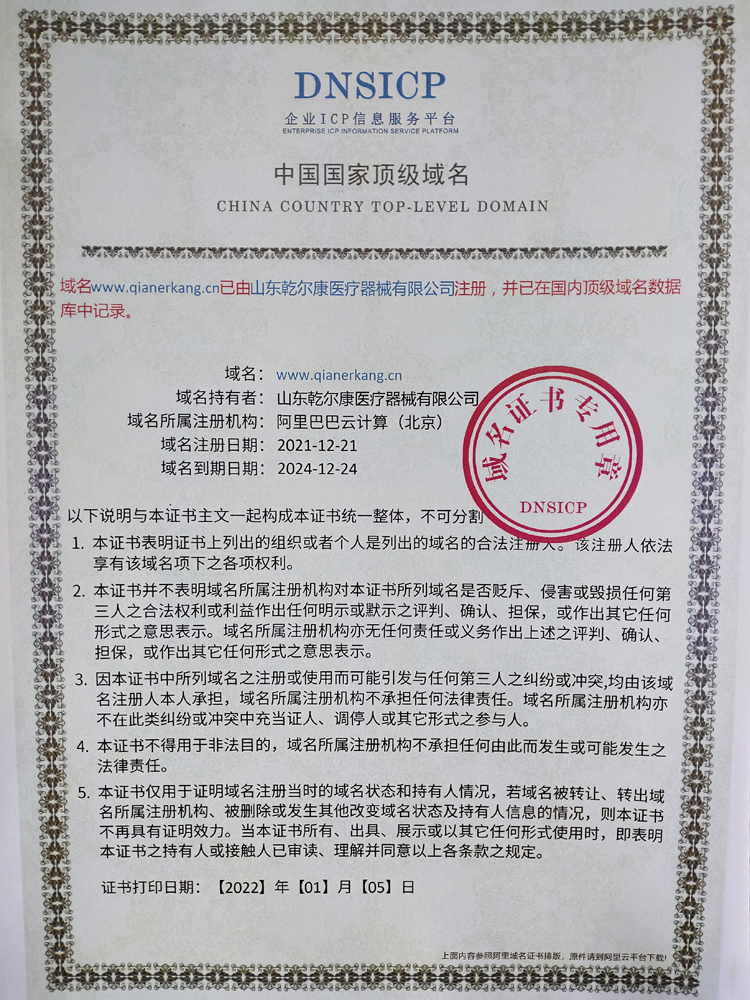 DNSICP
企业ICP信息服务平台
ENTERPRISE ICP INFORMATION SERVICE PLATFORM
中国国家顶级域名
CHINA COUNTRY TOP-LEVEL DOMAIN
域名www.qianerkang.cn已由山东乾尔康医疗器械有限公司注册，并已在国内顶级域名数据
库中记录。
域名： www.qianerkang.cn
域名持有者： 山东乾尔康医疗器械有限公司
域名所属注册机构： 阿里巴巴云计算（北京）
域名注册日期： 2021-12-21
域名到期日期： 2024-12-24
域名证书专用章
DNSICP
以下说明与本证书主文一起构成本证书统一整体，不可分割
1. 本证书表明证书上列出的组织或者个人是列出的域名的合法注册人。该注册人依法
享有该域名项下之各项权利。
2. 本证书并不表明域名所属注册机构对本证书所列域名是否贬斥、侵害或毁损任何第
三人之合法权利或利益作出任何明示或默示之评判、确认、担保，或作出其它任何
形式之意思表示。域名所属注册机构亦无任何责任或义务作出上述之评判、确认、
担保，或作出其它任何形式之意思表示。
3. 因本证书中所列域名之注册或使用而可能引发与任何第三人之纠纷或冲突,均由该域
名注册人本人承担，域名所属注册机构不承担任何法律责任。域名所属注册机构亦
不在此类纠纷或冲突中充当证人、调停人或其它形式之参与人。
4. 本证书不得用于非法目的，域名所属注册机构不承担任何由此而发生或可能发生之
法律责任。
5. 本证书仅用于证明域名注册当时的域名状态和持有人情况，若域名被转让、转出域
名所属注册机构、被删除或发生其他改变域名状态及持有人信息的情况，则本证书
不再具有证明效力。当本证书所有、出具、展示或以其它任何形式使用时，即表明
本证书之持有人或接触人已审读、理解并同意以上各条款之规定。
证书打印日期：【2022】年【01】月【05】日
上面内容参照阿里域名证书排版，原件请到阿里云平台下载!